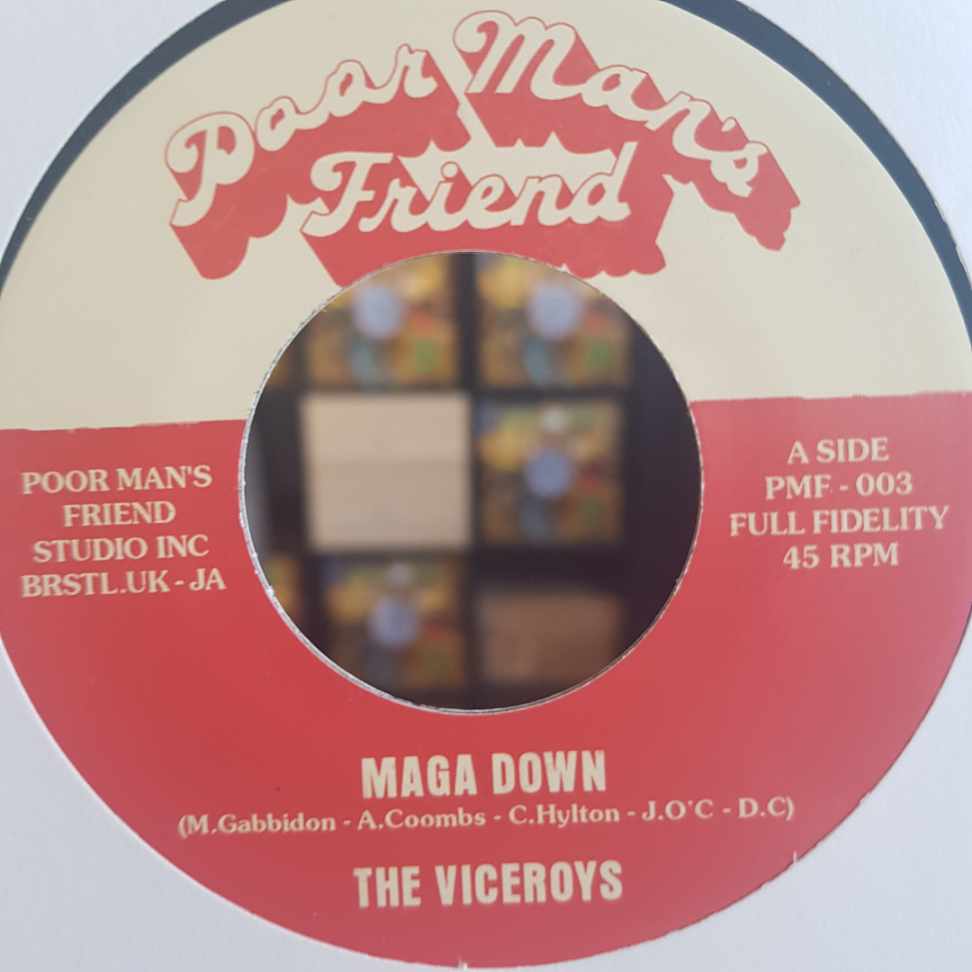 Poor Man's
Friend
POOR MAN'S
FRIEND
STUDIO INC
BRSTL.UK - JA
A SIDE
PMF - 003
FULL FIDELITY
45 RPM
MAGA DOWN
(M.Gabbidon - A.Coombs - C.Hylton - J.O'C - D.C)
THE VICEROYS